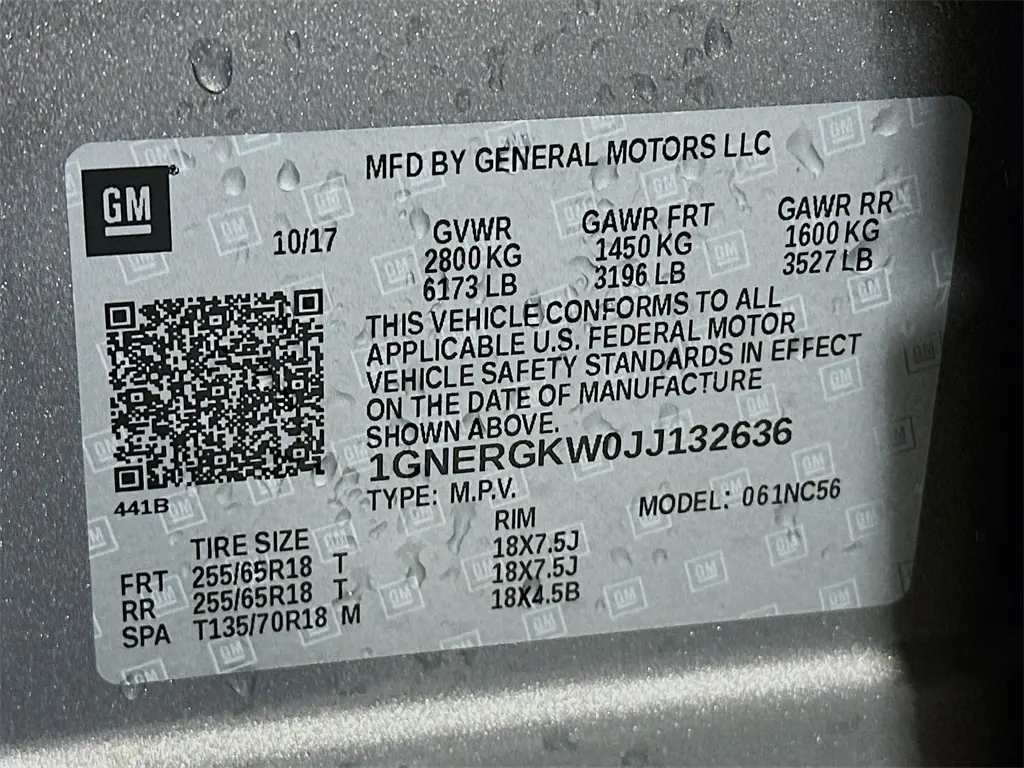 GM
MFD BY GENERAL MOTORS LLC
10/17
GVWR
2800 KG
6173 LB
GAWR FRT
1450 KG
3196 LB
GAWR RR
1600 KG
3527 LB
THIS VEHICLE CONFORMS TO ALL
APPLICABLE U.S. FEDERAL MOTOR
VEHICLE SAFETY STANDARDS IN EFFECT
ON THE DATE OF MANUFACTURE
SHOWN ABOVE.
1GNERGKW0JJ132636
441B
TYPE: M.P.V.
MODEL: 061NC56
TIRE SIZE RIM
FRT 255/65R18 T 18X7.5J
RR 255/65R18 T 18X7.5J
SPA T135/70R18 M 18X4.5B